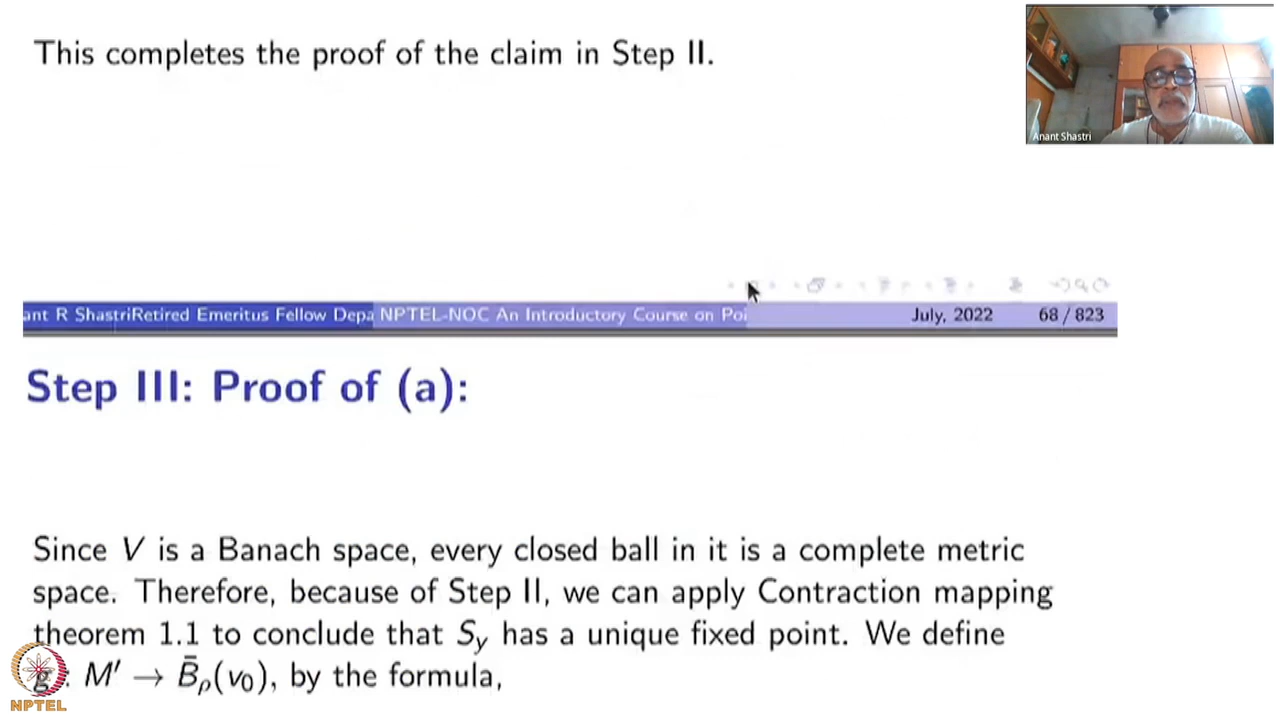 This completes the proof of the claim in Step II.
Anant Shastri
ant R ShastriRetired Emeritus Fellow Depa NPTEL-NOC An Introductory Course on Poi July, 2022 68 / 823
Step III: Proof of (a):
Since V is a Banach space, every closed ball in it is a complete metric
space. Therefore, because of Step II, we can apply Contraction mapping
theorem 1.1 to conclude that S_y has a unique fixed point. We define
g : M′ → B̄_ρ(v₀), by the formula,
NPTEL